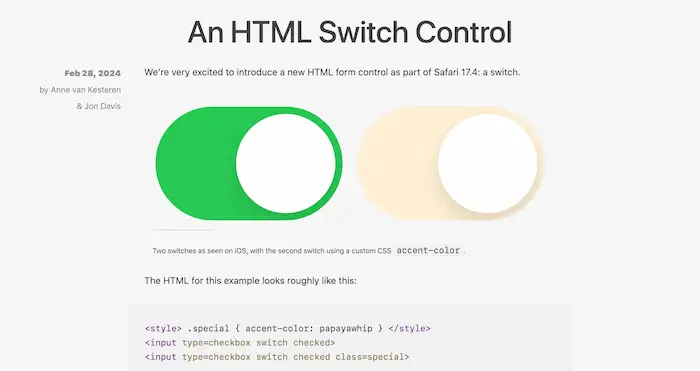 An HTML Switch Control
Feb 28, 2024
by Anne van Kesteren
& Jon Davis
We're very excited to introduce a new HTML form control as part of Safari 17.4: a switch.
Two switches as seen on iOS, with the second switch using a custom CSS accent-color.
The HTML for this example looks roughly like this:
<style> .special { accent-color: papayawhip } </style>
<input type=checkbox switch checked>
<input type=checkbox switch checked class=special>